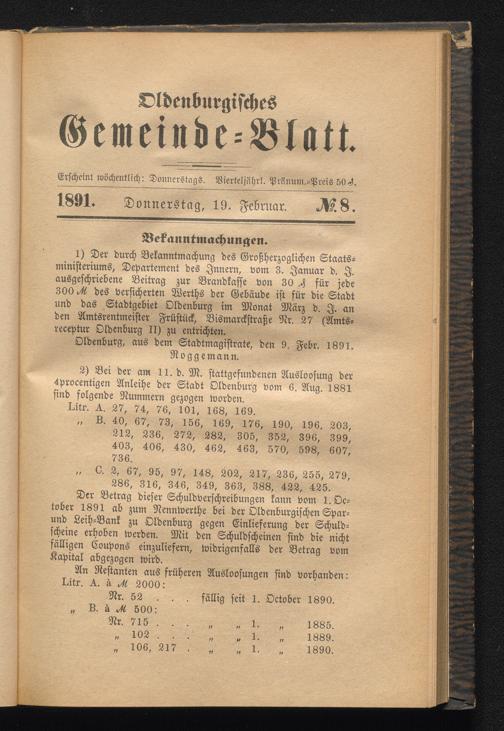 Oldenburgisches
Gemeinde=Blatt.
Erscheint wöchentlich: Donnerstags. Vierteljährl. Pränum.=Preis 50 ₰.
1891. Donnerstag, 19. Februar. № 8.
Bekanntmachungen.
1) Der durch Bekanntmachung des Großherzoglichen Staats=
ministeriums, Departement des Innern, vom 3. Januar d. J.
ausgeschriebene Beitrag zur Brandkasse von 30 ₰ für jede
300 ℳ des versicherten Werths der Gebäude ist für die Stadt
und das Stadtgebiet Oldenburg im Monat März d. J. an
den Amtsrentmeister Früstück, Bismarckstraße Nr. 27 (Amts=
receptur Oldenburg II) zu entrichten.
Oldenburg, aus dem Stadtmagistrate, den 9. Febr. 1891.
Roggemann.
2) Bei der am 11. d. M. stattgefundenen Ausloosung der
4procentigen Anleihe der Stadt Oldenburg vom 6. Aug. 1881
sind folgende Nummern gezogen worden.
Litr. A. 27, 74, 76, 101, 168, 169.
„ B. 40, 67, 73, 156, 169, 176, 190, 196, 203,
212, 236, 272, 282, 305, 352, 396, 399,
403, 406, 430, 462, 463, 570, 598, 607,
736.
„ C. 2, 67, 95, 97, 148, 202, 217, 236, 255, 279,
286, 316, 346, 349, 363, 388, 422, 425.
Der Betrag dieser Schuldverschreibungen kann vom 1. Oc=
tober 1891 ab zum Nennwerthe bei der Oldenburgischen Spar=
und Leih=Bank zu Oldenburg gegen Einlieferung der Schuld=
scheine erhoben werden. Mit den Schuldscheinen sind die nicht
fälligen Coupons einzuliefern, widrigenfalls der Betrag vom
Kapital abgezogen wird.
An Restanten aus früheren Ausloosungen sind vorhanden:
Litr. A. à ℳ 2000:
Nr. 52 . . . fällig seit 1. October 1890.
„ B. à ℳ 500:
Nr. 715 . . . „ „ 1. „ 1885.
„ 102 . . . „ „ 1. „ 1889.
„ 106, 217 . „ „ 1. „ 1890.